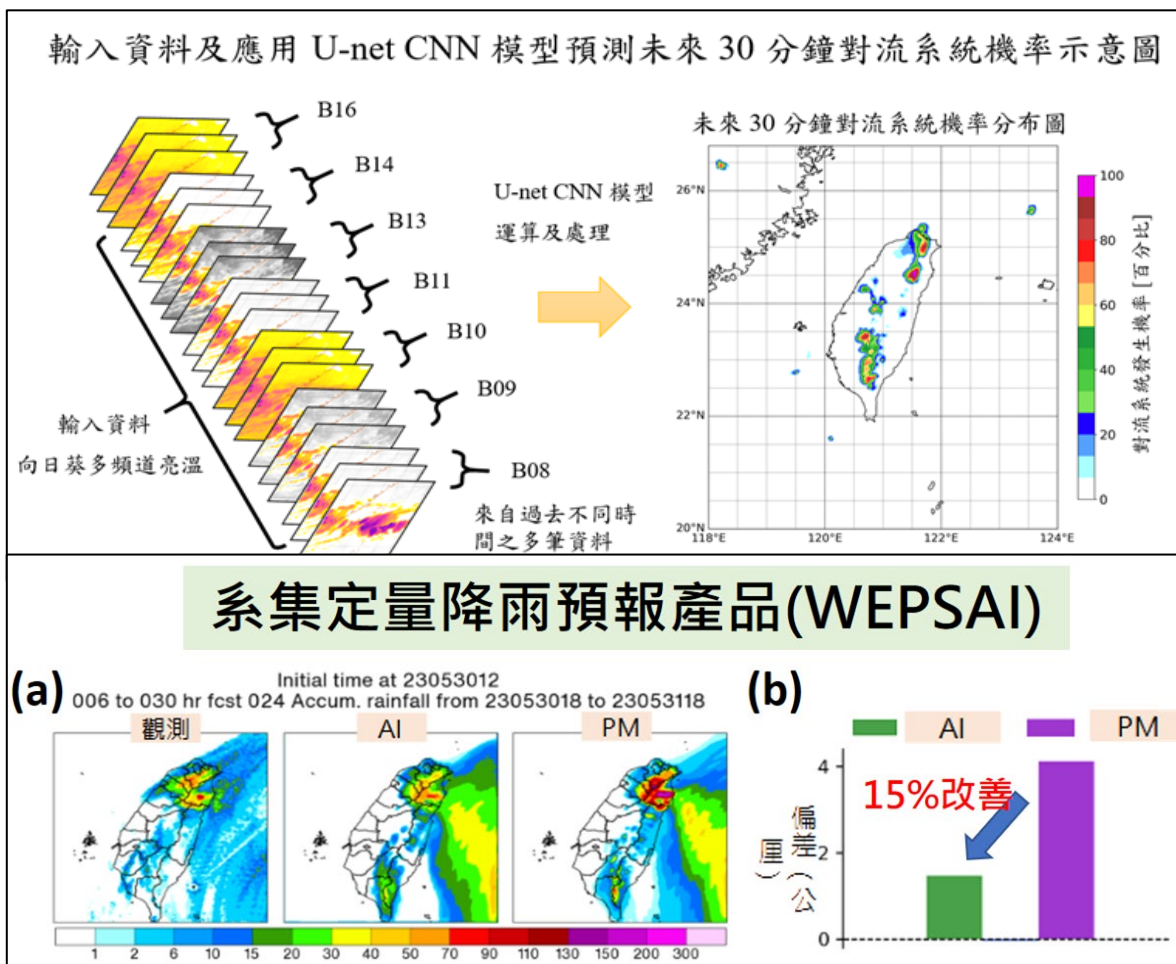 輸入資料及應用 U-net CNN 模型預測未來 30 分鐘對流系統機率示意圖
B16
B14
B13
B11
B10
B09
B08
輸入資料
向日葵多頻道亮溫
來自過去不同時
間之多筆資料
U-net CNN 模型
運算及處理
未來 30 分鐘對流系統機率分布圖
26°N
24°N
22°N
20°N
118°E
120°E
122°E
124°E
100
80
60
40
20
0
對流系統發生機率 [百分比]
系集定量降雨預報產品(WEPSAI)
(a)
Initial time at 23053012
006 to 030 hr fcst 024 Accum. rainfall from 23053018 to 23053118
觀測
AI
PM
1 2 6 10 15 20 30 40 50 70 90 110 130 150 200 300
(b)
AI
PM
15%改善
4
2
0
偏差(公
厘)